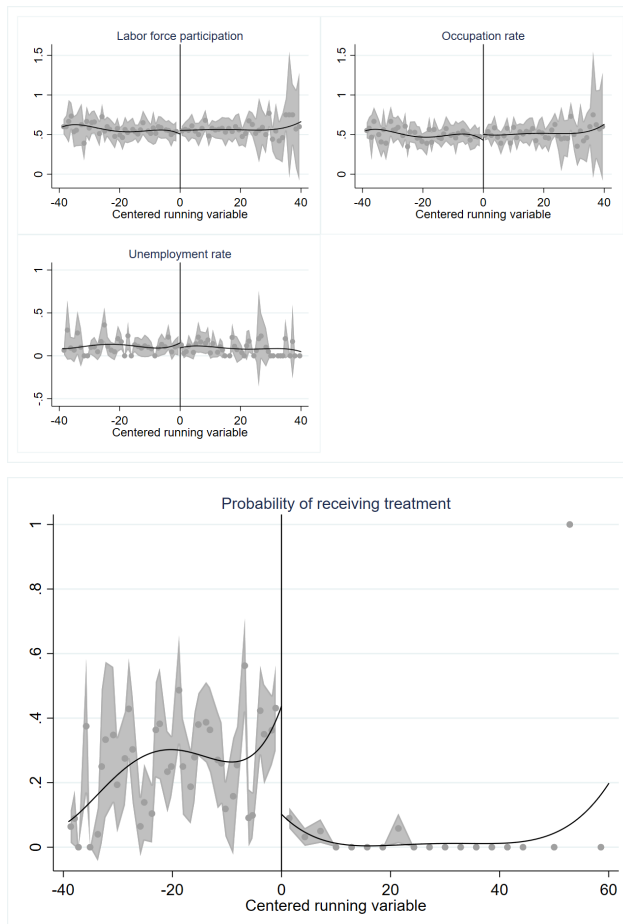 Labor force participation
1.5
1
.5
0
-40 -20 0 20 40
Centered running variable
Occupation rate
1.5
1
.5
0
-40 -20 0 20 40
Centered running variable
Unemployment rate
1
.5
0
-.5
-40 -20 0 20 40
Centered running variable
Probability of receiving treatment
1
.8
.6
.4
.2
0
-40 -20 0 20 40 60
Centered running variable